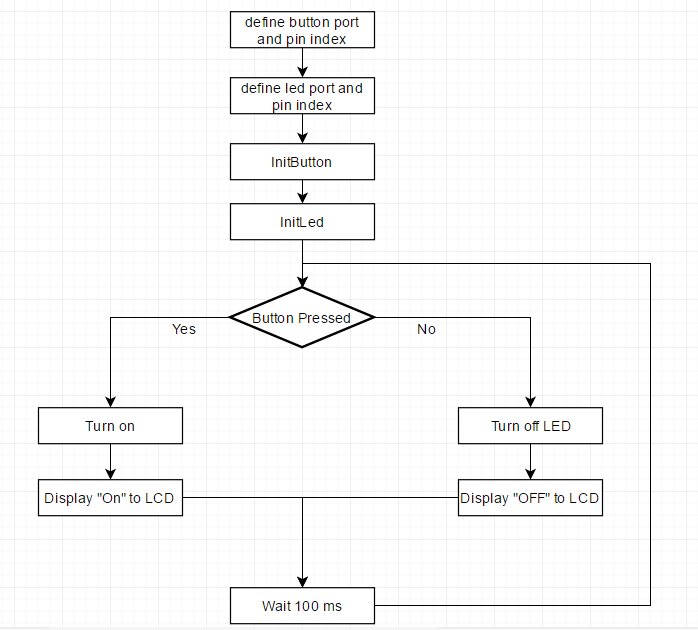 define button port
and pin index
define led port and
pin index
InitButton
InitLed
Button Pressed
Yes
No
Turn on
Turn off LED
Display "On" to LCD
Display "OFF" to LCD
Wait 100 ms